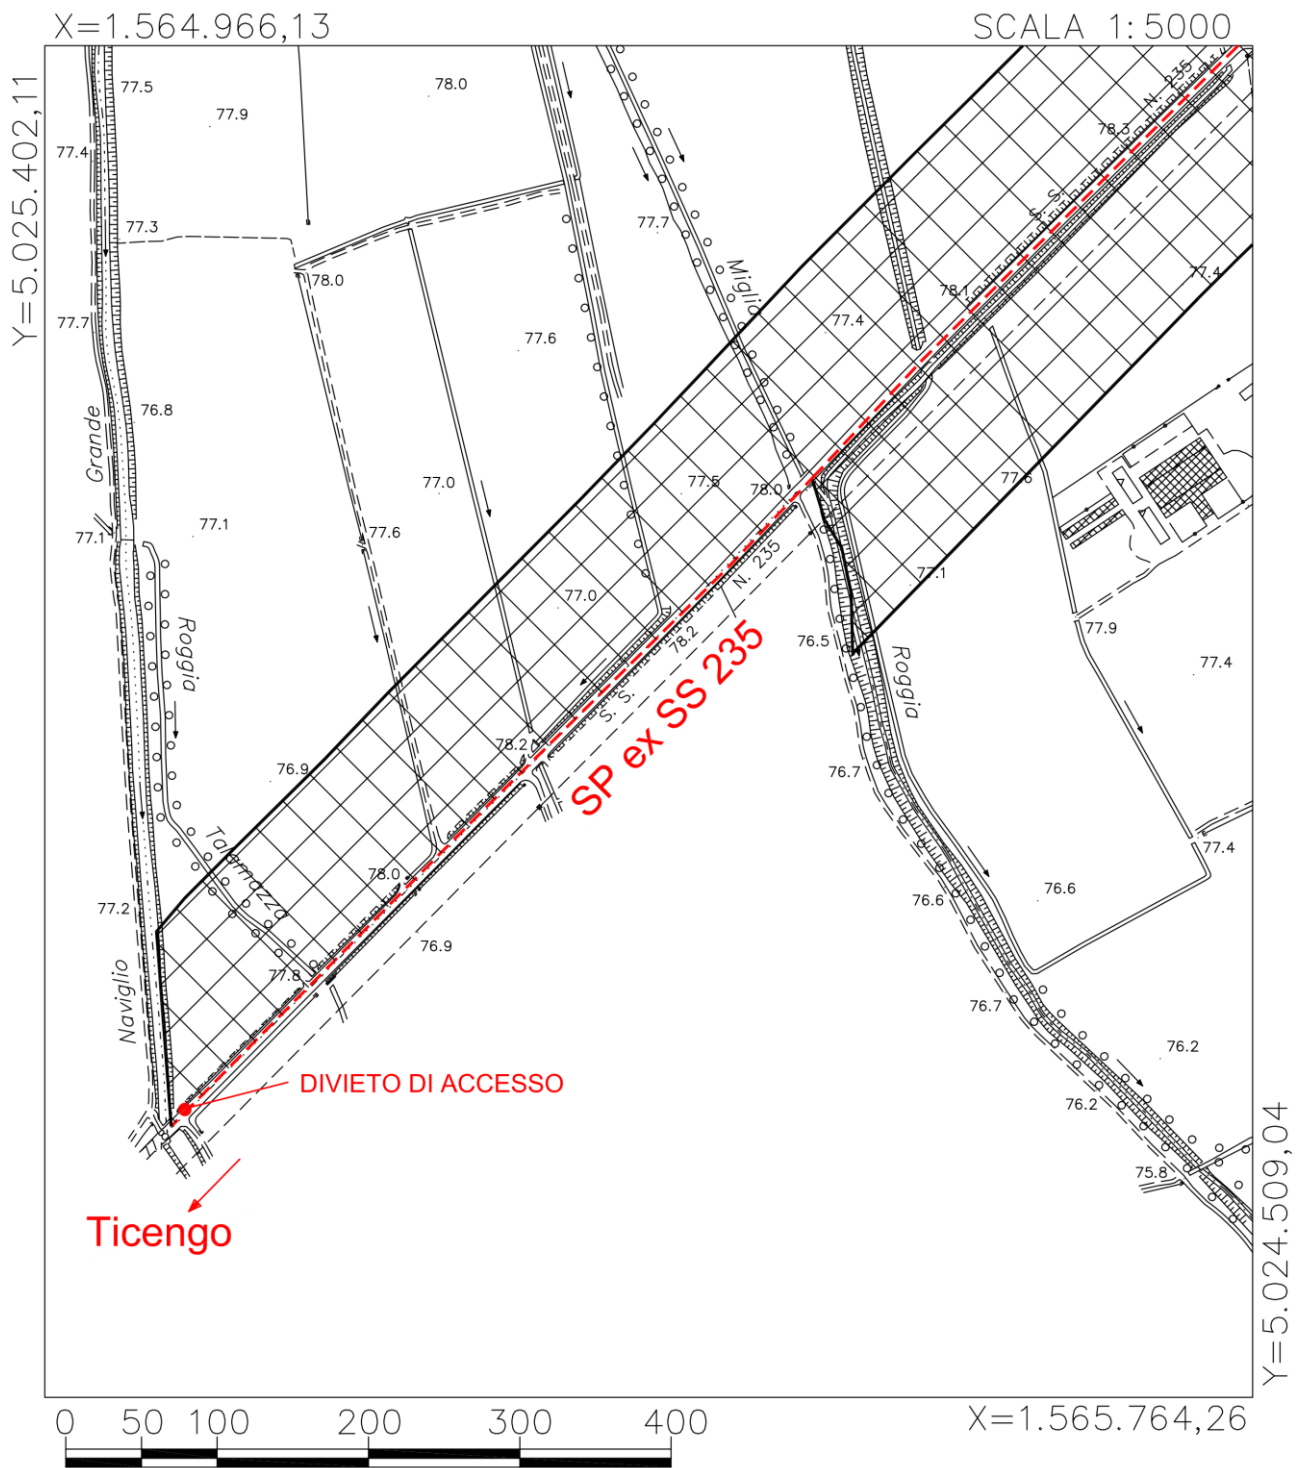 X=1.564.966,13
SCALA 1:5000
Y=5.025.402,11
77.5
78.0
77.9
N. 235
78.3
77.4
77.3
77.7
S. S.
Miglio
77.4
78.0
78.1
77.7
77.4
77.6
76.8
Grande
77.0
77.5
78.0
77.6
77.1
77.1
77.6
N. 235
77.1
77.0
76.5
77.9
78.2
Roggia
Roggia
77.4
S. S.
SP ex SS 235
78.2
76.9
76.7
Talamazzo
77.4
78.0
76.6
77.2
76.6
76.9
Naviglio
77.8
76.7
76.2
DIVIETO DI ACCESSO
76.2
75.8
Ticengo
Y=5.024.509,04
0 50 100 200 300 400
X=1.565.764,26